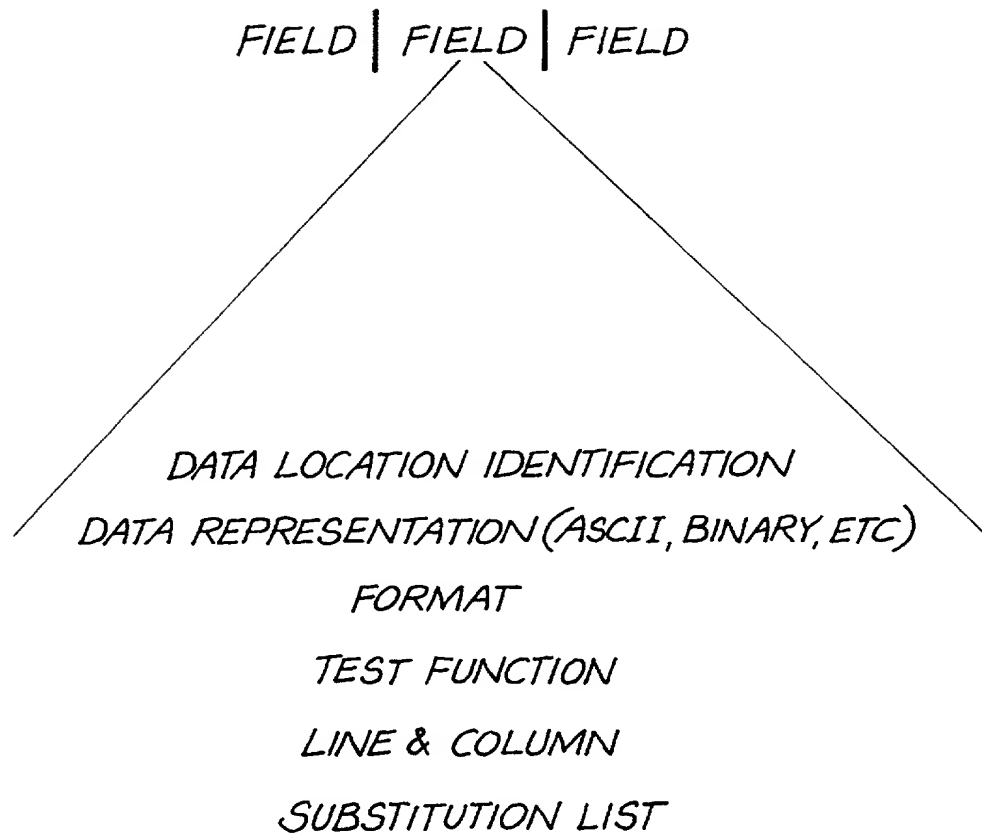 FIELD | FIELD | FIELD
DATA LOCATION IDENTIFICATION
DATA REPRESENTATION (ASCII, BINARY, ETC)
FORMAT
TEST FUNCTION
LINE & COLUMN
SUBSTITUTION LIST